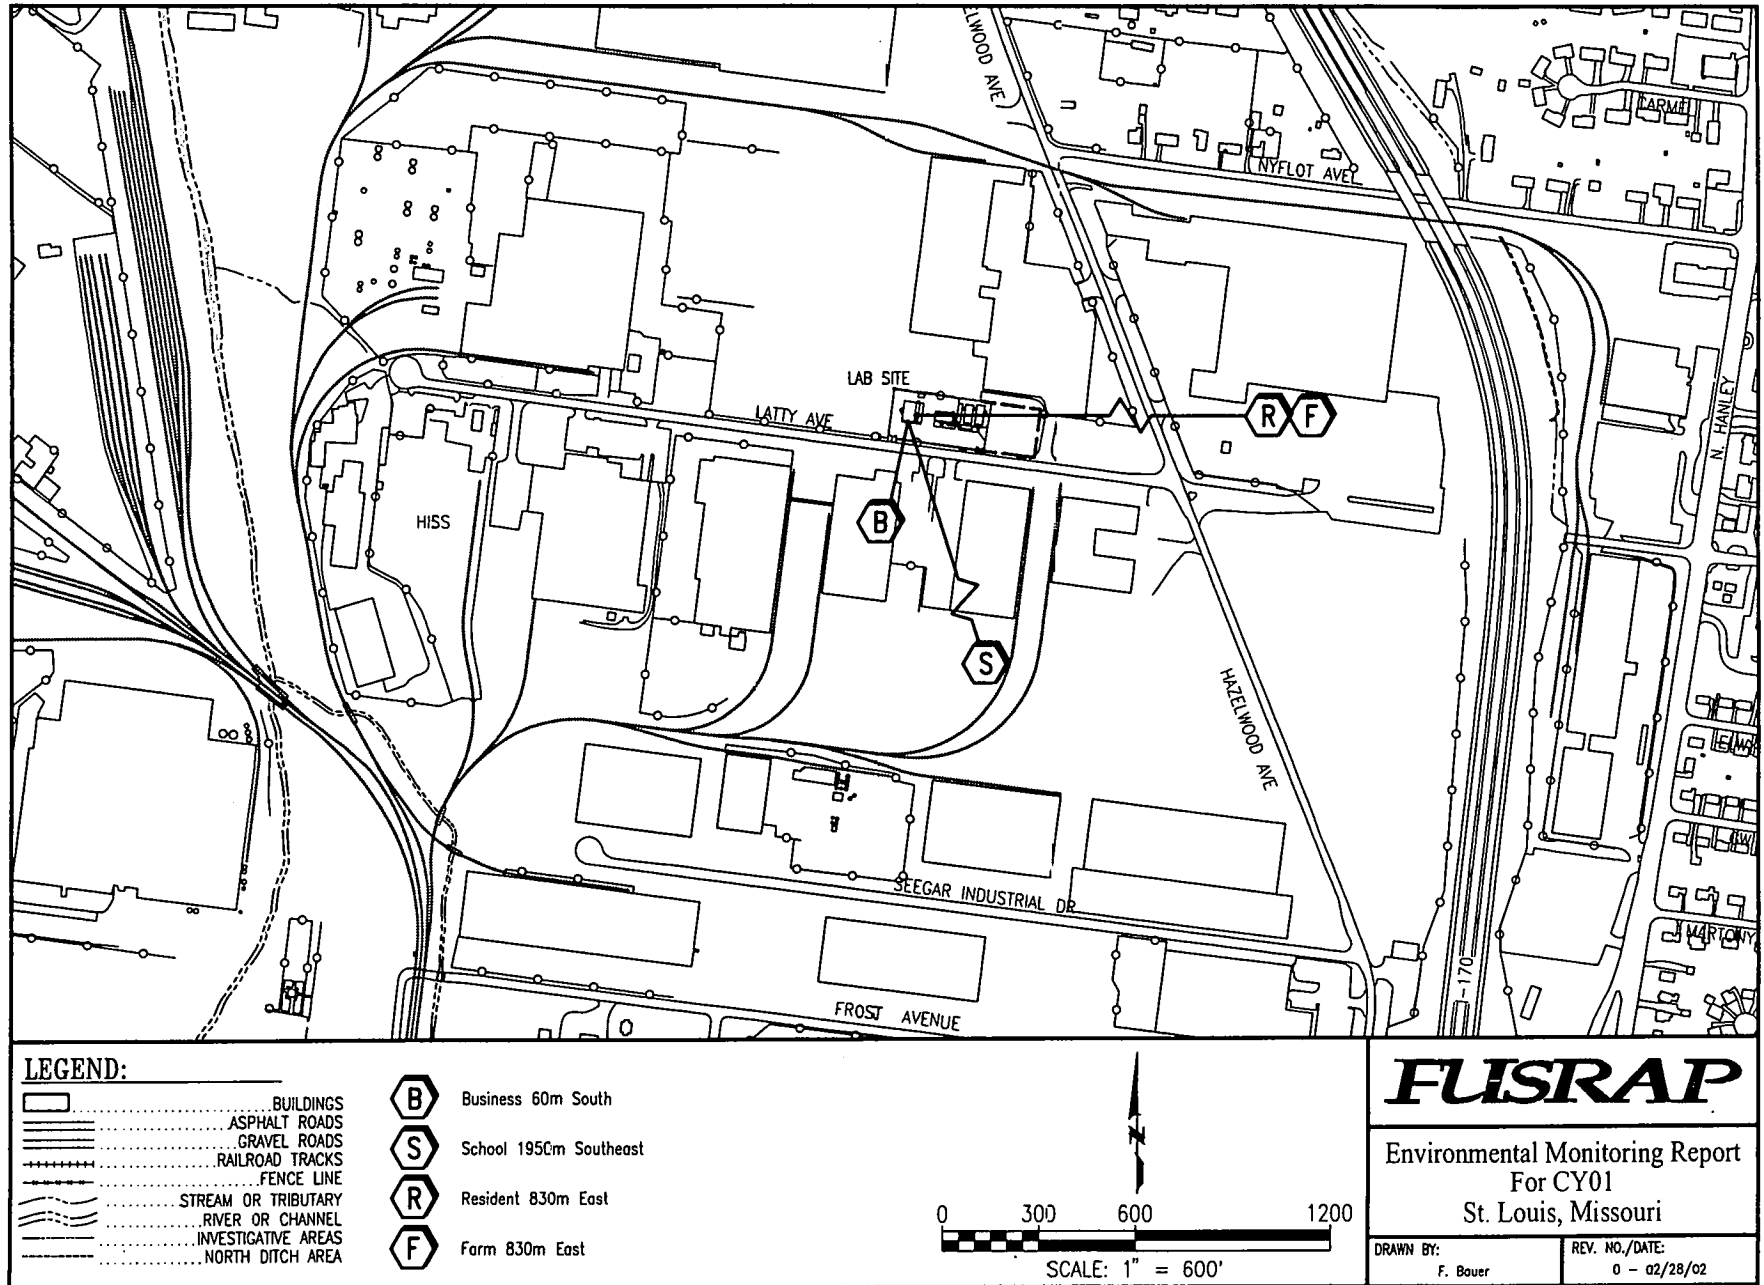 ELWOOD AVE
CARME
NYFLOT AVE
LAB SITE
R F
LATTY AVE
N. HANLEY
HISS
B
S
HAZELWOOD AVE
SEEGAR INDUSTRIAL DR
MARTONY
I-170
FROST AVENUE
LEGEND:
BUILDINGS
ASPHALT ROADS
GRAVEL ROADS
RAILROAD TRACKS
FENCE LINE
STREAM OR TRIBUTARY
RIVER OR CHANNEL
INVESTIGATIVE AREAS
NORTH DITCH AREA
B Business 60m South
S School 1950m Southeast
R Resident 830m East
F Farm 830m East
N
0 300 600 1200
SCALE: 1" = 600'
FUSRAP
Environmental Monitoring Report
For CY01
St. Louis, Missouri
DRAWN BY:
F. Bauer
REV. NO./DATE:
0 - 02/28/02